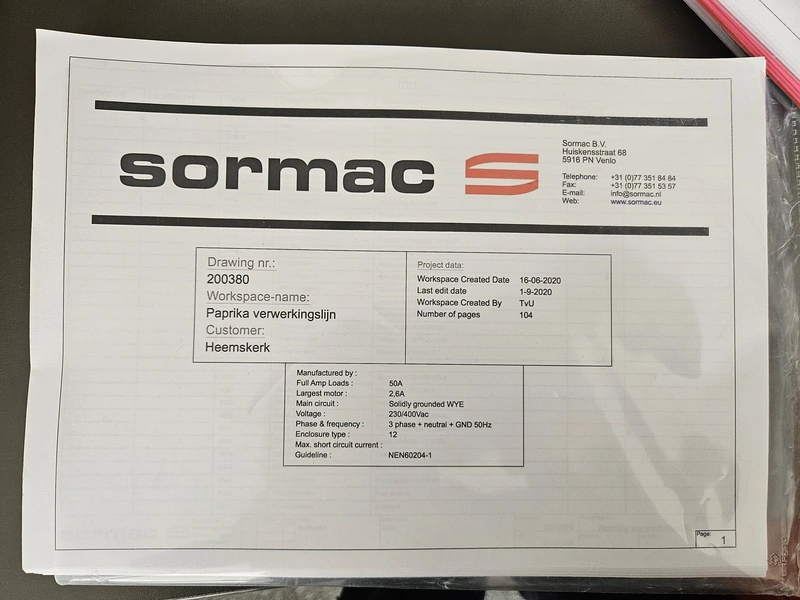 sormac
Sormac B.V.
Huiskensstraat 68
5916 PN Venlo
Telephone: +31 (0)77 351 84 84
Fax: +31 (0)77 351 53 57
E-mail: info@sormac.nl
Web: www.sormac.eu
Drawing nr.:
200380
Workspace-name:
Paprika verwerkingslijn
Customer:
Heemskerk
Project data:
Workspace Created Date 16-06-2020
Last edit date 1-9-2020
Workspace Created By TvU
Number of pages 104
Manufactured by :
Full Amp Loads : 50A
Largest motor : 2,6A
Main circuit : Solidly grounded WYE
Voltage : 230/400Vac
Phase & frequency : 3 phase + neutral + GND 50Hz
Enclosure type : 12
Max. short circuit current :
Guideline : NEN60204-1
Page:
1